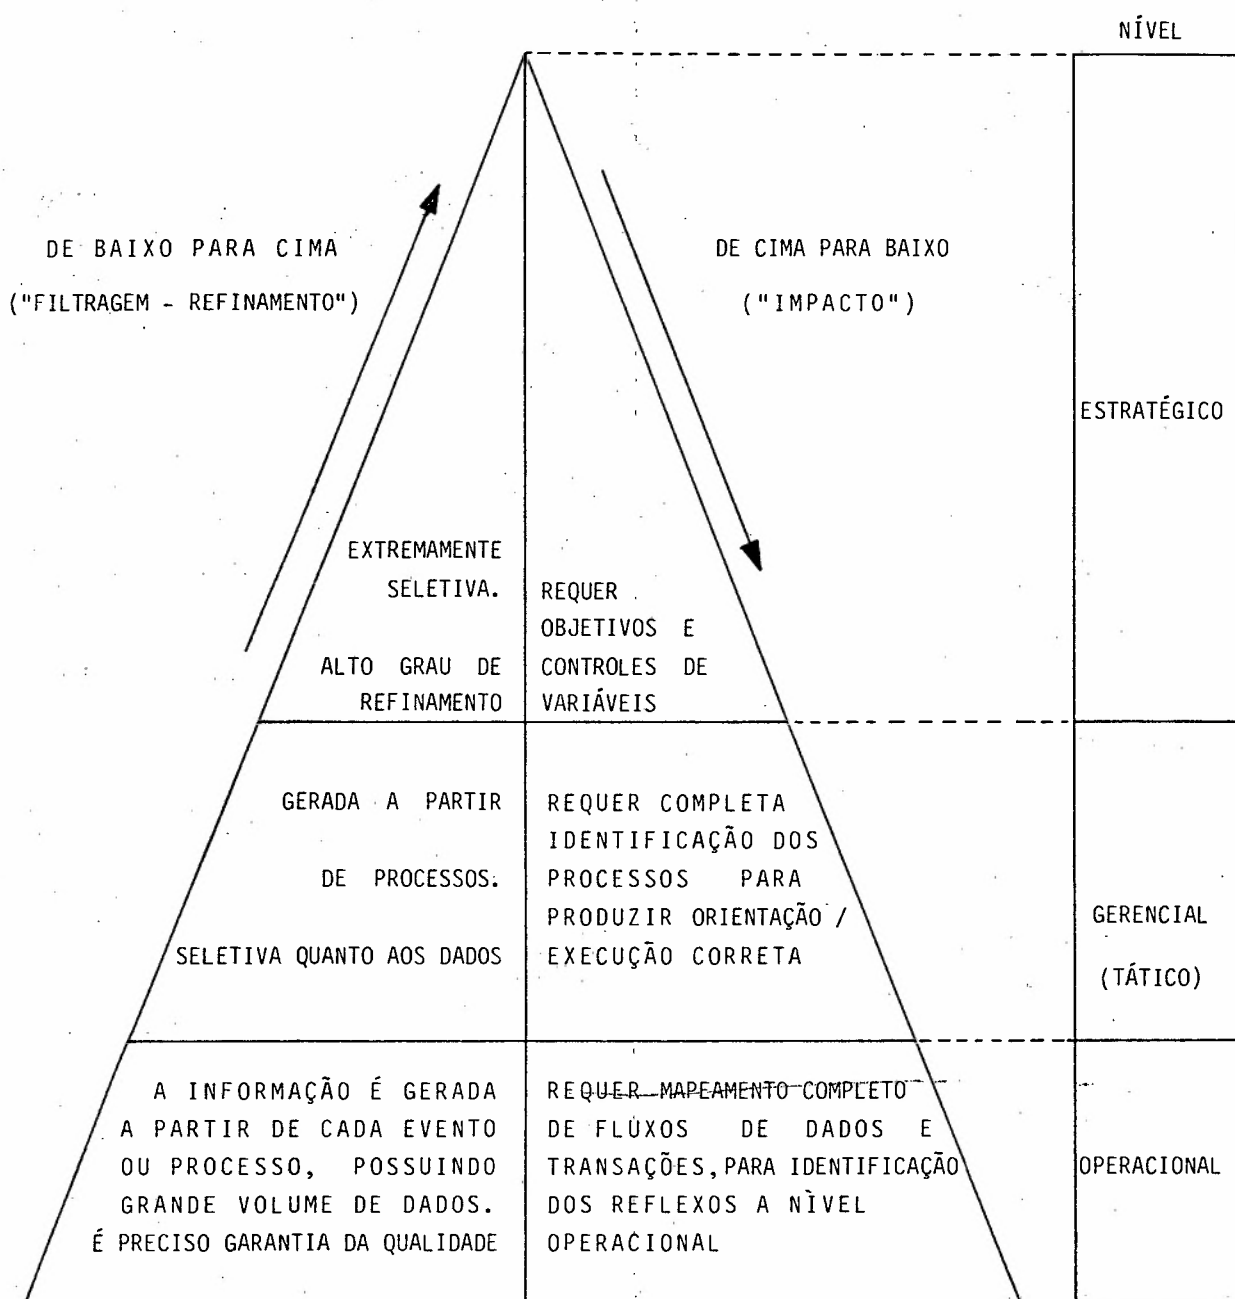 NÍVEL
DE BAIXO PARA CIMA
("FILTRAGEM - REFINAMENTO")
DE CIMA PARA BAIXO
("IMPACTO")
ESTRATÉGICO
EXTREMAMENTE
SELETIVA.
ALTO GRAU DE
REFINAMENTO
REQUER
OBJETIVOS E
CONTROLES DE
VARIÁVEIS
GERADA A PARTIR
DE PROCESSOS.
SELETIVA QUANTO AOS DADOS
REQUER COMPLETA
IDENTIFICAÇÃO DOS
PROCESSOS PARA
PRODUZIR ORIENTAÇÃO /
EXECUÇÃO CORRETA
GERENCIAL
(TÁTICO)
A INFORMAÇÃO É GERADA
A PARTIR DE CADA EVENTO
OU PROCESSO, POSSUINDO
GRANDE VOLUME DE DADOS.
É PRECISO GARANTIA DA QUALIDADE
REQUER MAPEAMENTO COMPLETO
DE FLUXOS DE DADOS E
TRANSAÇÕES, PARA IDENTIFICAÇÃO
DOS REFLEXOS A NÌVEL
OPERACIONAL
OPERACIONAL